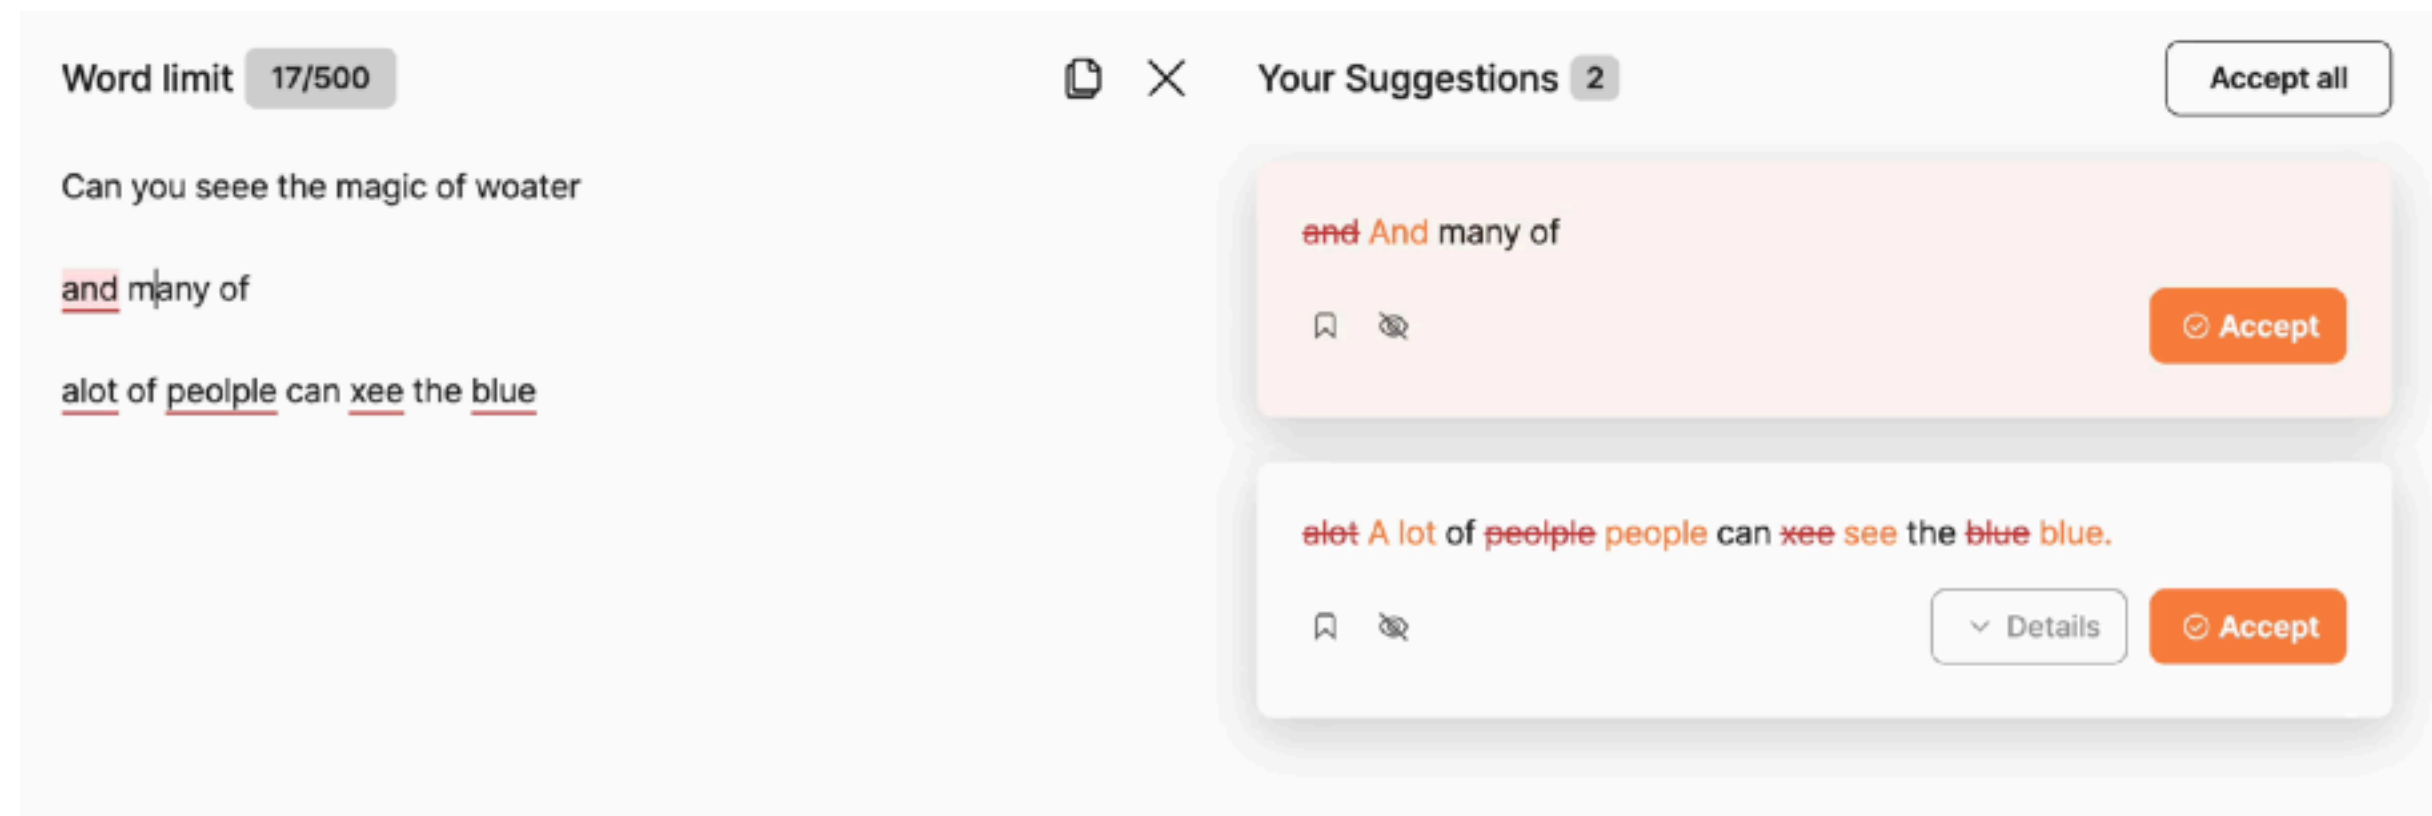 Word limit 17/500
Can you seee the magic of woater
and many of
alot of peolple can xee the blue
Your Suggestions 2
Accept all
and And many of
Accept
alot A lot of peolple people can xee see the blue blue.
Details
Accept